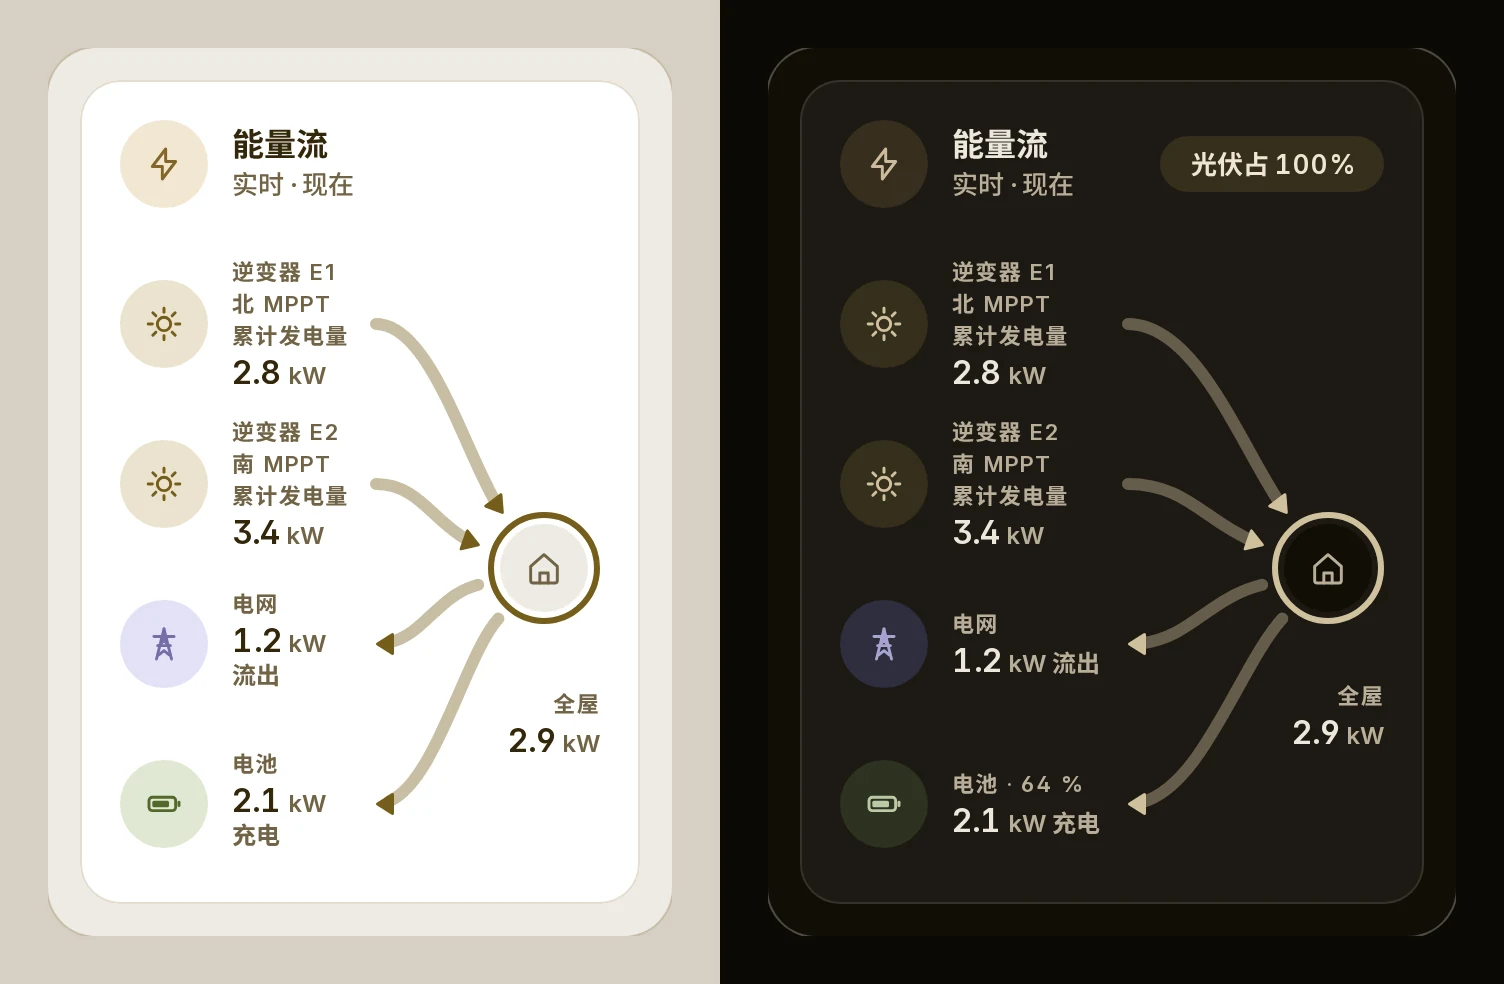 能量流
实时 · 现在
逆变器 E1
北 MPPT
累计发电量
2.8 kW
逆变器 E2
南 MPPT
累计发电量
3.4 kW
电网
1.2 kW
流出
电池
2.1 kW
充电
全屋
2.9 kW
能量流
实时 · 现在
光伏占 100%
逆变器 E1
北 MPPT
累计发电量
2.8 kW
逆变器 E2
南 MPPT
累计发电量
3.4 kW
电网
1.2 kW 流出
电池 · 64 %
2.1 kW 充电
全屋
2.9 kW